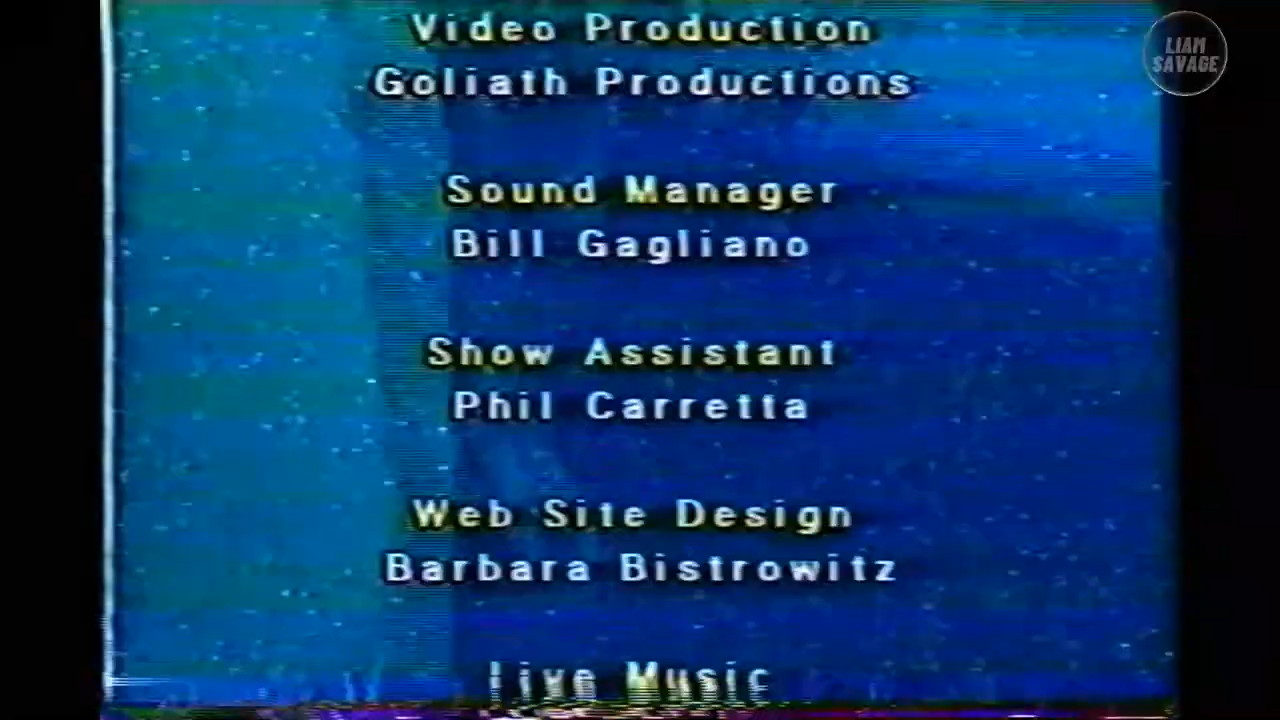 Video Production
Goliath Productions
Sound Manager
Bill Gagliano
Show Assistant
Phil Carretta
Web Site Design
Barbara Bistrowitz
Live Music
LIAM
SAVAGE